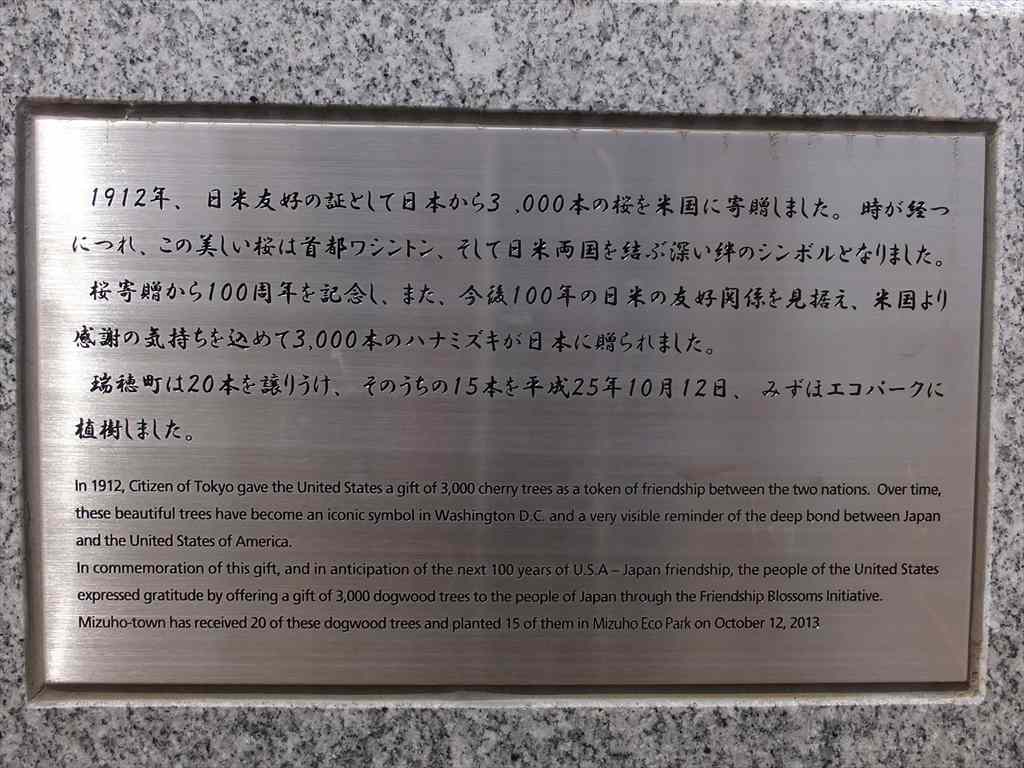 1912年、日米友好の証として日本から3,000本の桜を米国に寄贈しました。時が経つ
につれ、この美しい桜は首都ワシントン、そして日米両国を結ぶ深い絆のシンボルとなりました。
桜寄贈から100周年を記念し、また、今後100年の日米の友好関係を見据え、米国より
感謝の気持ちを込めて3,000本のハナミズキが日本に贈られました。
瑞穂町は20本を譲りうけ、そのうちの15本を平成25年10月12日、みずほエコパークに
植樹しました。
In 1912, Citizen of Tokyo gave the United States a gift of 3,000 cherry trees as a token of friendship between the two nations. Over time,
these beautiful trees have become an iconic symbol in Washington D.C. and a very visible reminder of the deep bond between Japan
and the United States of America.
In commemoration of this gift, and in anticipation of the next 100 years of U.S.A – Japan friendship, the people of the United States
expressed gratitude by offering a gift of 3,000 dogwood trees to the people of Japan through the Friendship Blossoms Initiative.
Mizuho-town has received 20 of these dogwood trees and planted 15 of them in Mizuho Eco Park on October 12, 2013